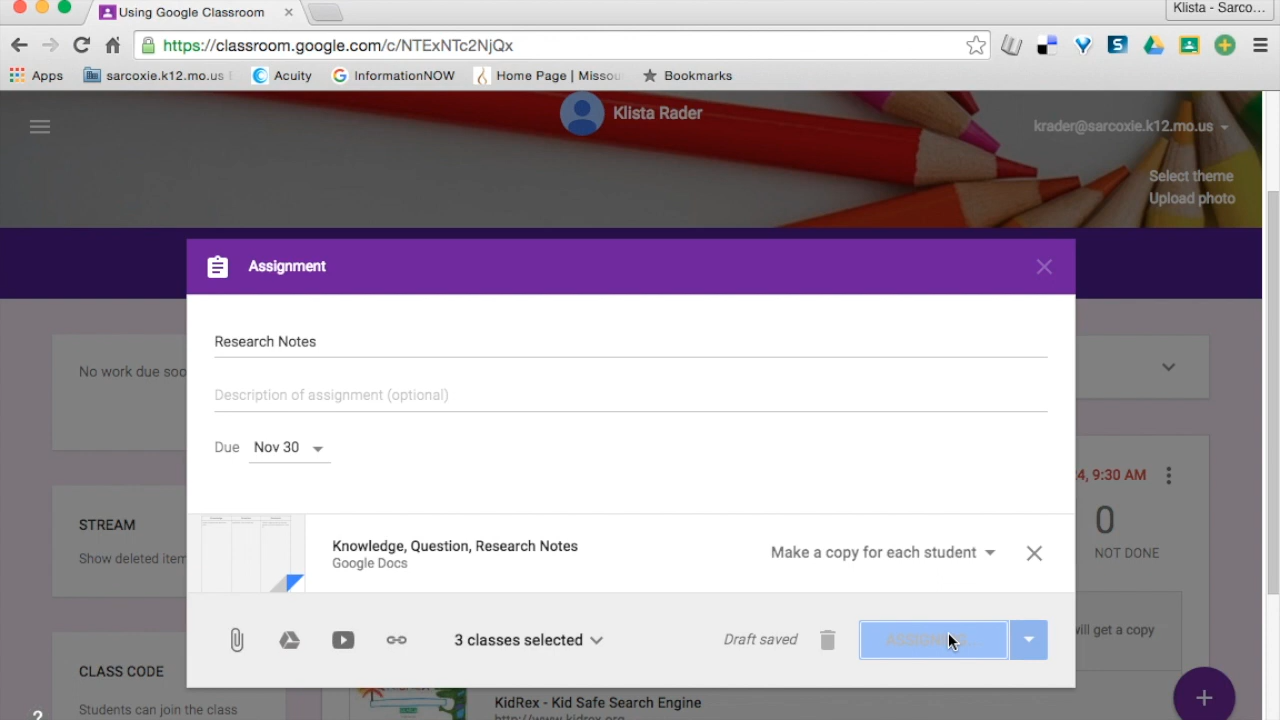 Using Google Classroom
Klista - Sarco...
https://classroom.google.com/c/NTExNTc2NjQx
Apps
sarcoxie.k12.mo.us
Acuity
InformationNOW
Home Page | Missou
Bookmarks
Klista Rader
krader@sarcoxie.k12.mo.us
Select theme
Upload photo
Assignment
Research Notes
No work due soo
Description of assignment (optional)
Due Nov 30
4, 9:30 AM
STREAM
Show deleted item
0
NOT DONE
Knowledge, Question, Research Notes
Google Docs
Make a copy for each student
3 classes selected
Draft saved
will get a copy
CLASS CODE
Students can join the class
KidRex - Kid Safe Search Engine
http://www.kidrex.org
?